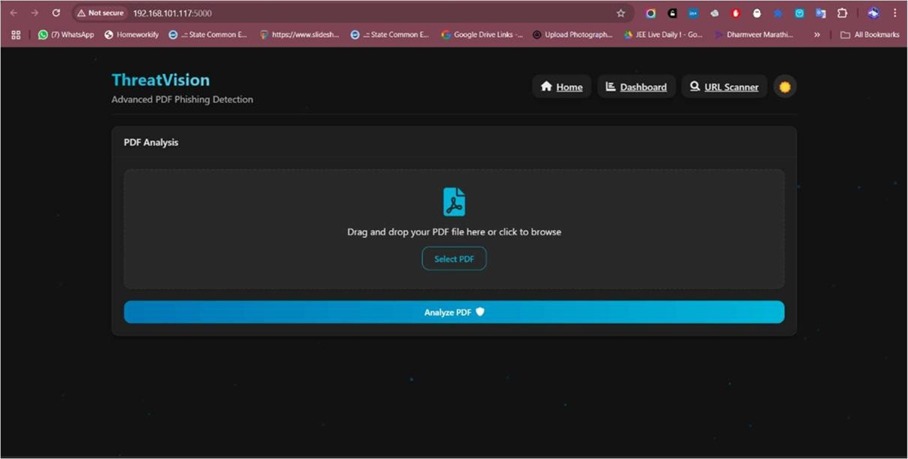 Not secure 192.168.101.117:5000
(7) WhatsApp Homeworkify ..:: State Common E... https://www.slidesh... ..:: State Common E... Google Drive Links -... Upload Photograph... JEE Live Daily I - Go... Dharmveer Marathi... » All Bookmarks
ThreatVision
Advanced PDF Phishing Detection
Home Dashboard URL Scanner
PDF Analysis
Drag and drop your PDF file here or click to browse
Select PDF
Analyze PDF